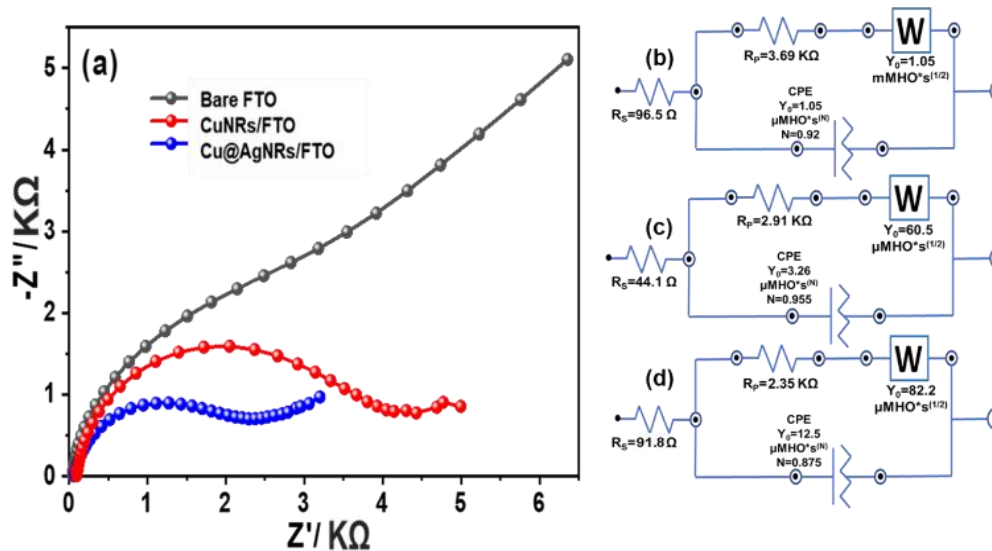 (a)
Bare FTO
CuNRs/FTO
Cu@AgNRs/FTO
-Z''/KΩ
-5
-4
3
2
1
0
0 1 2 3 4 5 6
Z'/ KΩ
(b)
W
R_P=3.69 KΩ
Y_0=1.05
mMHO*s^(1/2)
R_S=96.5 Ω
CPE
Y_0=1.05
μMHO*s^(N)
N=0.92
(c)
W
R_P=2.91 KΩ
Y_0=60.5
μMHO*s^(1/2)
R_S=44.1 Ω
CPE
Y_0=3.26
μMHO*s^(N)
N=0.955
(d)
W
R_P=2.35 KΩ
Y_0=82.2
μMHO*s^(1/2)
R_S=91.8 Ω
CPE
Y_0=12.5
μMHO*s^(N)
N=0.875